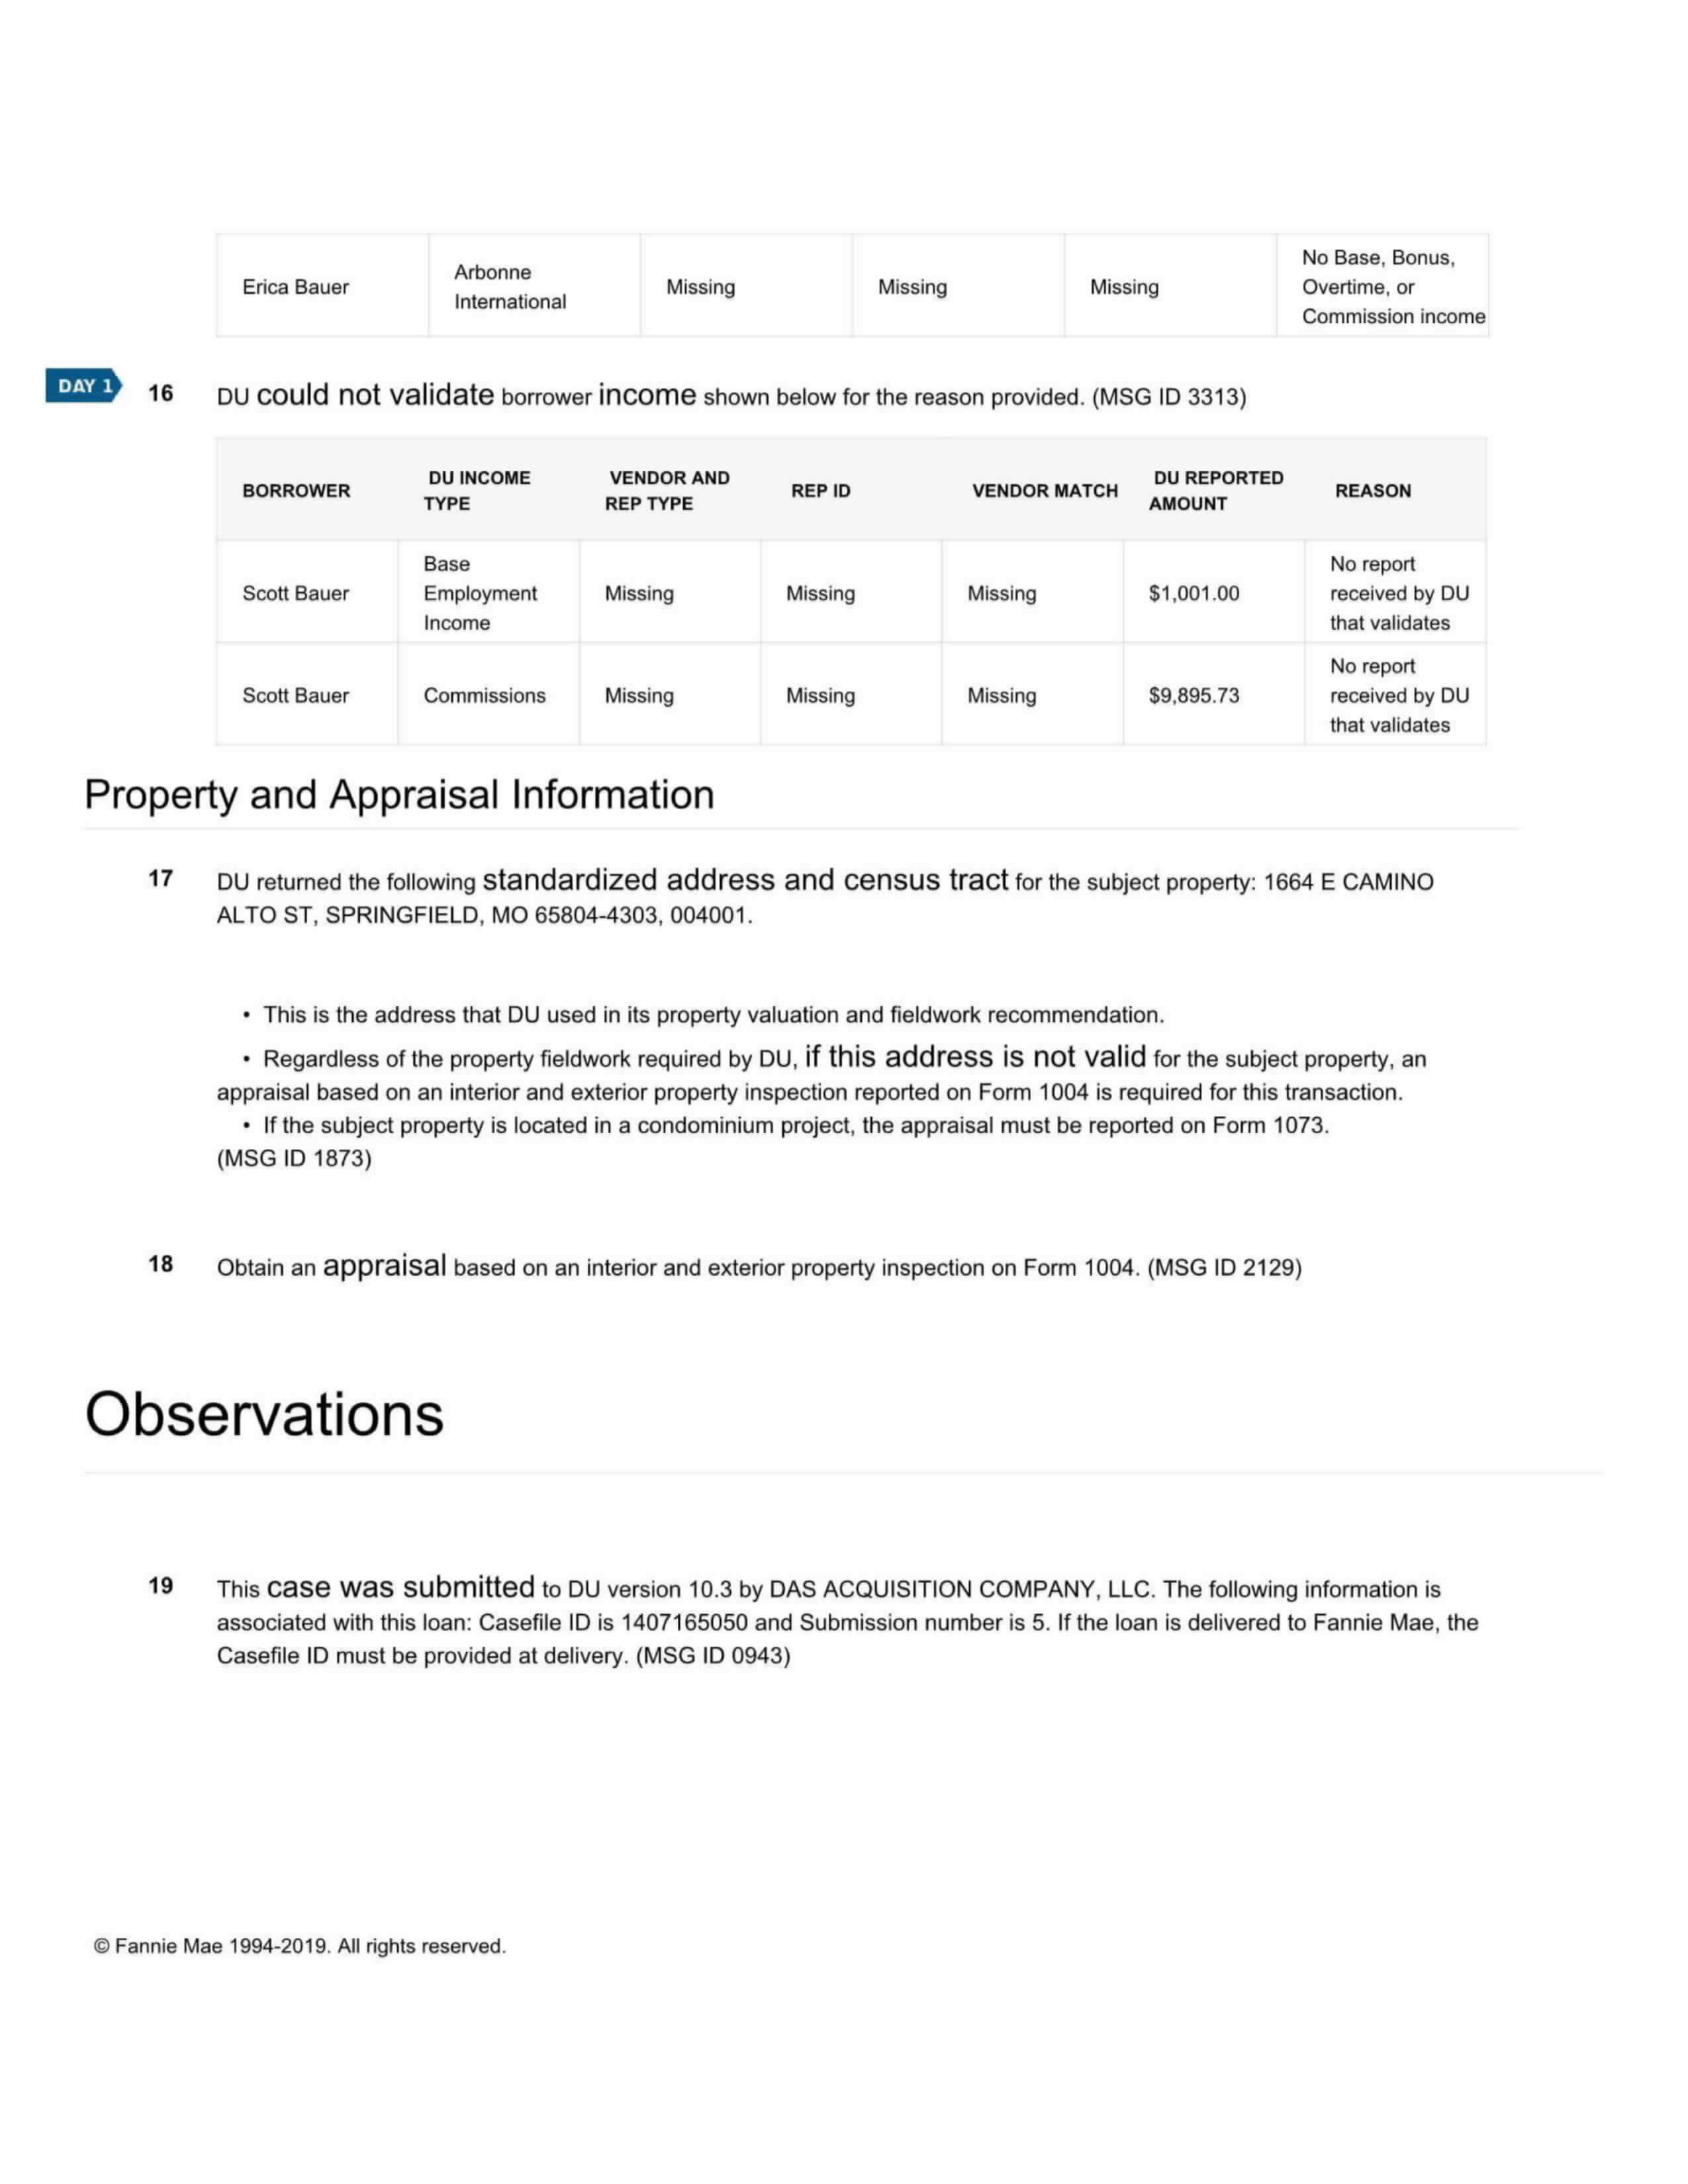 Erica Bauer Arbonne International Missing Missing Missing No Base, Bonus, Overtime, or Commission income
DAY 1
16 DU could not validate borrower income shown below for the reason provided. (MSG ID 3313)
BORROWER DU INCOME TYPE VENDOR AND REP TYPE REP ID VENDOR MATCH DU REPORTED AMOUNT REASON
Scott Bauer Base Employment Income Missing Missing Missing $1,001.00 No report received by DU that validates
Scott Bauer Commissions Missing Missing Missing $9,895.73 No report received by DU that validates
Property and Appraisal Information
17 DU returned the following standardized address and census tract for the subject property: 1664 E CAMINO
ALTO ST, SPRINGFIELD, MO 65804-4303, 004001.
• This is the address that DU used in its property valuation and fieldwork recommendation.
• Regardless of the property fieldwork required by DU, if this address is not valid for the subject property, an
appraisal based on an interior and exterior property inspection reported on Form 1004 is required for this transaction.
• If the subject property is located in a condominium project, the appraisal must be reported on Form 1073.
(MSG ID 1873)
18 Obtain an appraisal based on an interior and exterior property inspection on Form 1004. (MSG ID 2129)
Observations
19 This case was submitted to DU version 10.3 by DAS ACQUISITION COMPANY, LLC. The following information is
associated with this loan: Casefile ID is 1407165050 and Submission number is 5. If the loan is delivered to Fannie Mae, the
Casefile ID must be provided at delivery. (MSG ID 0943)
© Fannie Mae 1994-2019. All rights reserved.